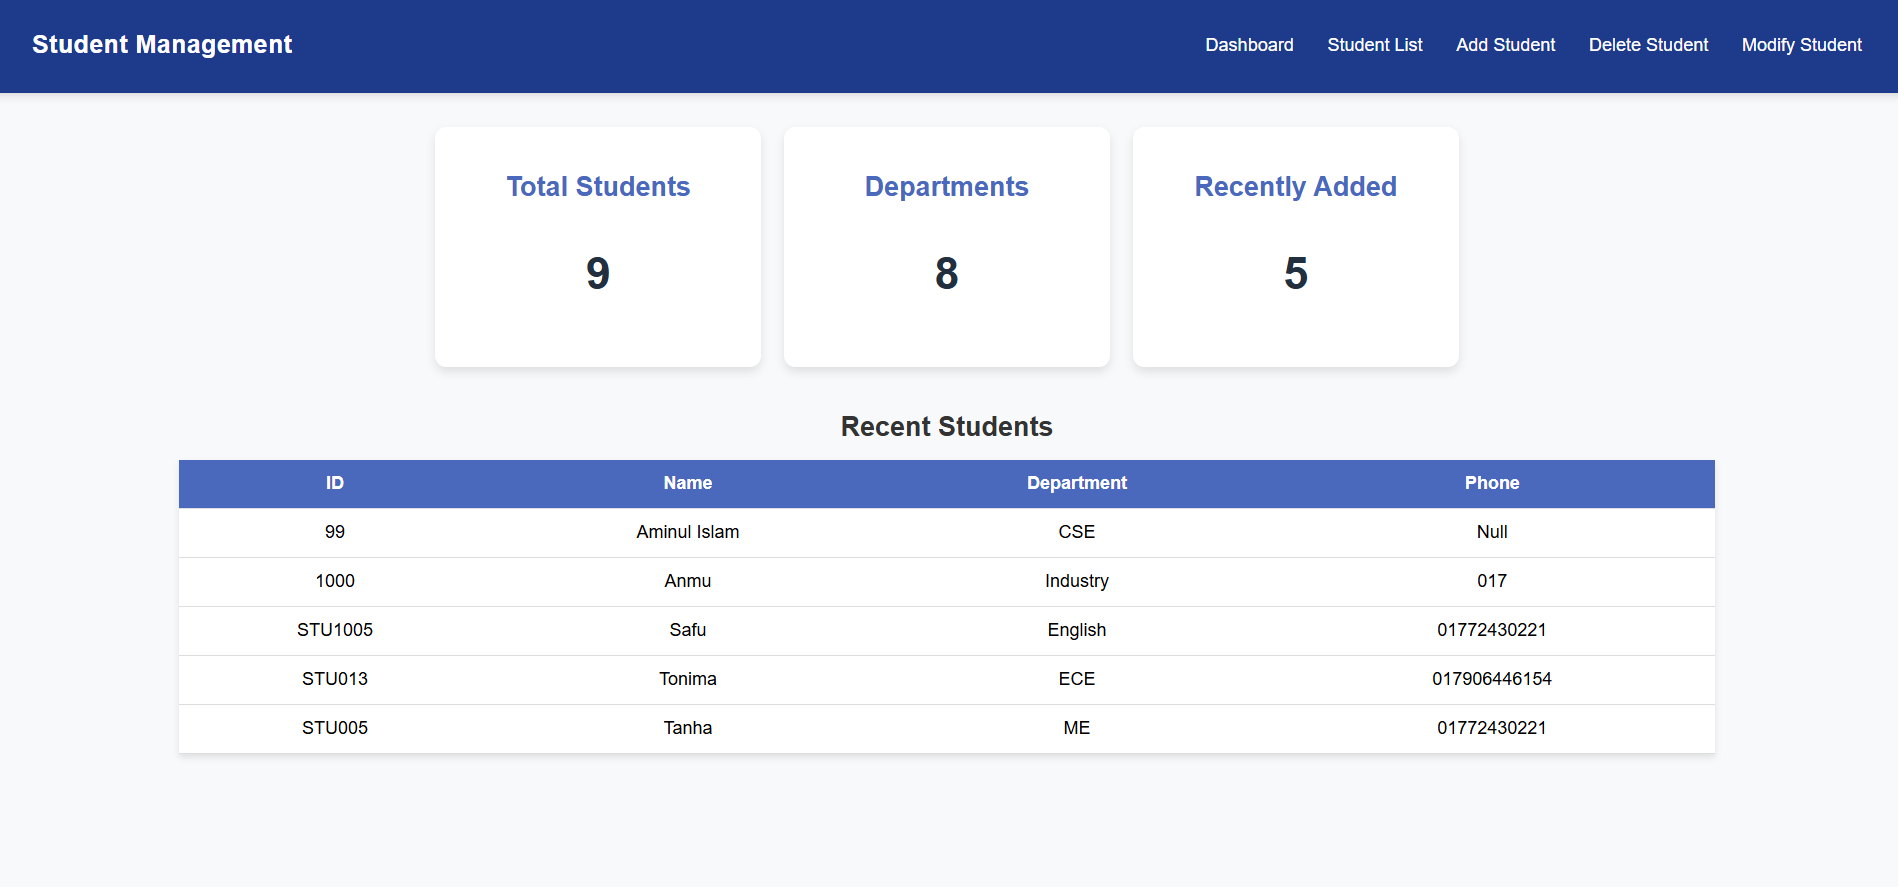 Student Management Dashboard Student List Add Student Delete Student Modify Student
Total Students Departments Recently Added
9 8 5
Recent Students
ID Name Department Phone
99 Aminul Islam CSE Null
1000 Anmu Industry 017
STU1005 Safu English 01772430221
STU013 Tonima ECE 017906446154
STU005 Tanha ME 01772430221